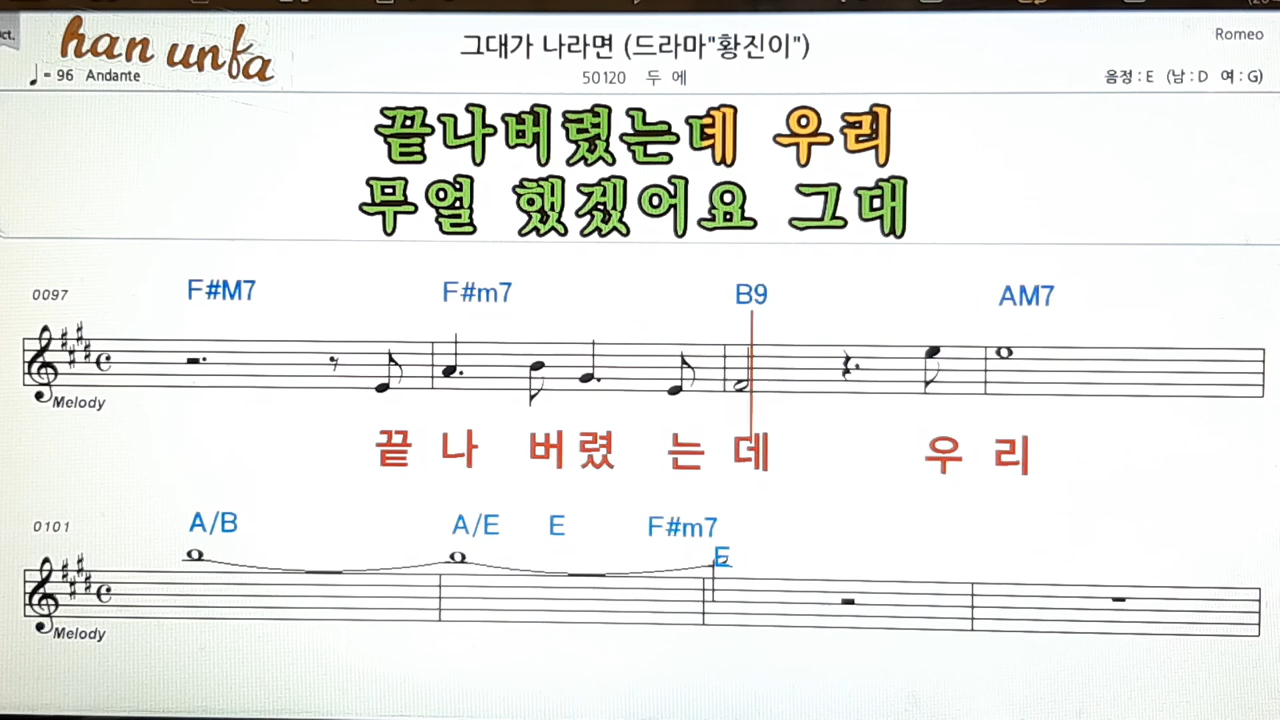 ct.
han unfa
그대가 나라면 (드라마"황진이")
Romeo
♩= 96 Andante
50120 두 에
음정 : E (남 : D 여 : G)
끝나버렸는데 우리
무얼 했겠어요 그대
0097 F#M7 F#m7 B9 AM7
Melody
끝 나 버 렸 는 데 우 리
0101 A/B A/E E F#m7
E
Melody